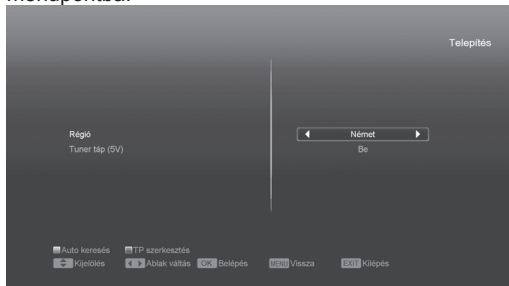 Telepítés
Régió Német
Tuner táp (5V) Be
Auto keresés TP szerkesztés
Kijelölés Ablak váltás OK Belépés MENU Vissza EXIT Kilépés